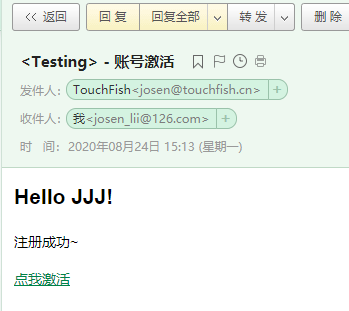 << 返回 回 复 回复全部 转 发 删 除
<Testing> - 账号激活
发件人： TouchFish<josen@touchfish.cn> +
收件人： 我<josen_lii@126.com> +
时 间： 2020年08月24日 15:13 (星期一)
Hello JJJ!
注册成功~
点我激活